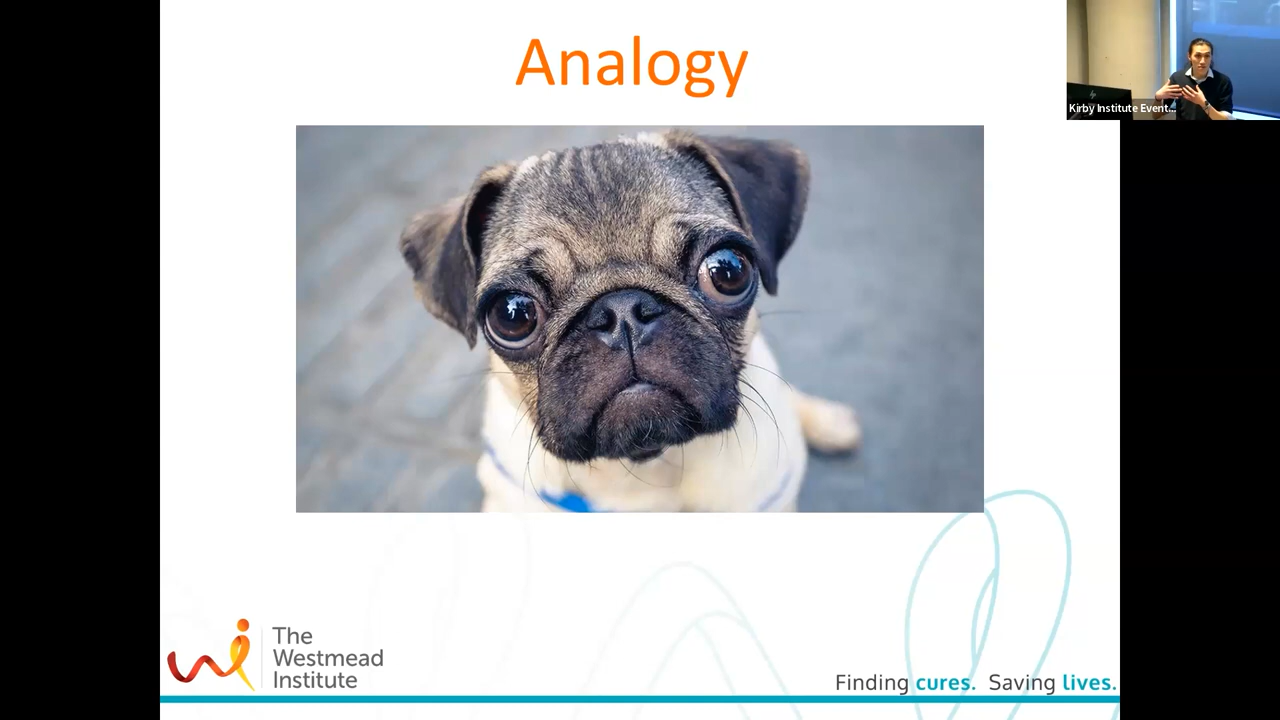 Analogy
Kirby Institute Event...
The
Westmead
Institute
Finding cures. Saving lives.